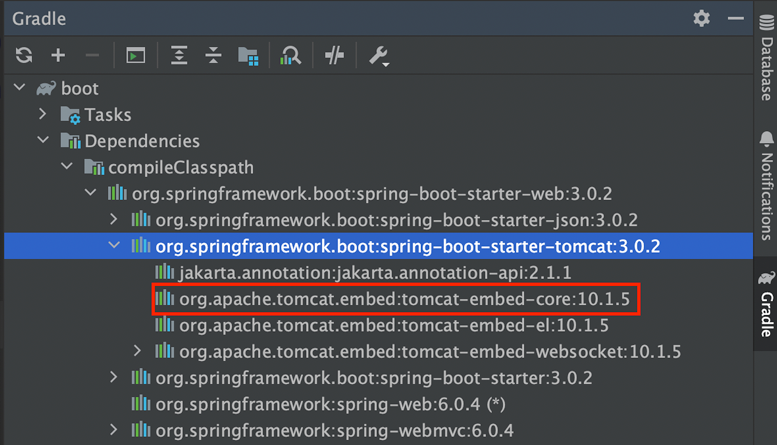 Gradle
boot
Tasks
Dependencies
compileClasspath
org.springframework.boot:spring-boot-starter-web:3.0.2
org.springframework.boot:spring-boot-starter-json:3.0.2
org.springframework.boot:spring-boot-starter-tomcat:3.0.2
jakarta.annotation:jakarta.annotation-api:2.1.1
org.apache.tomcat.embed:tomcat-embed-core:10.1.5
org.apache.tomcat.embed:tomcat-embed-el:10.1.5
org.apache.tomcat.embed:tomcat-embed-websocket:10.1.5
org.springframework.boot:spring-boot-starter:3.0.2
org.springframework:spring-web:6.0.4 (*)
org.springframework:spring-webmvc:6.0.4
Database
Notifications
Gradle